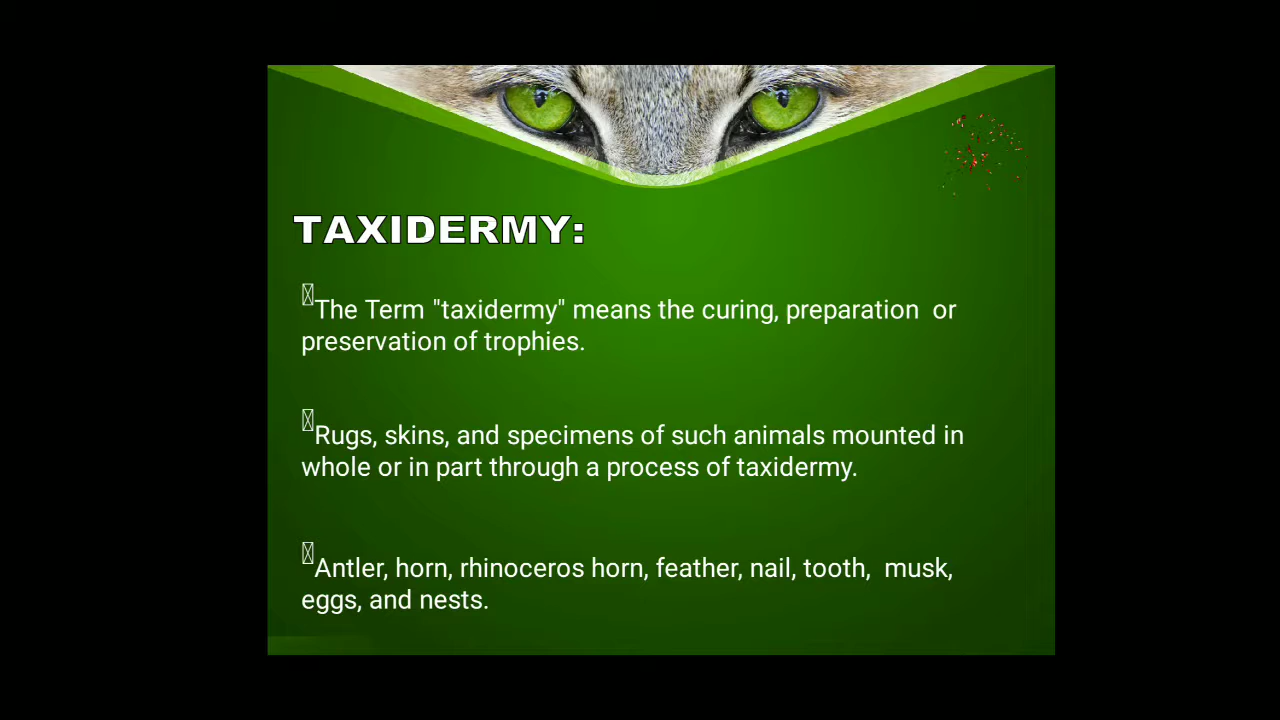 TAXIDERMY:
The Term "taxidermy" means the curing, preparation or
preservation of trophies.
Rugs, skins, and specimens of such animals mounted in
whole or in part through a process of taxidermy.
Antler, horn, rhinoceros horn, feather, nail, tooth, musk,
eggs, and nests.